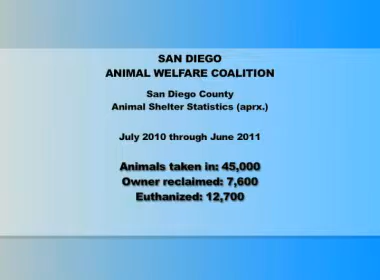 SAN DIEGO
ANIMAL WELFARE COALITION
San Diego County
Animal Shelter Statistics (aprx.)
July 2010 through June 2011
Animals taken in: 45,000
Owner reclaimed: 7,600
Euthanized: 12,700